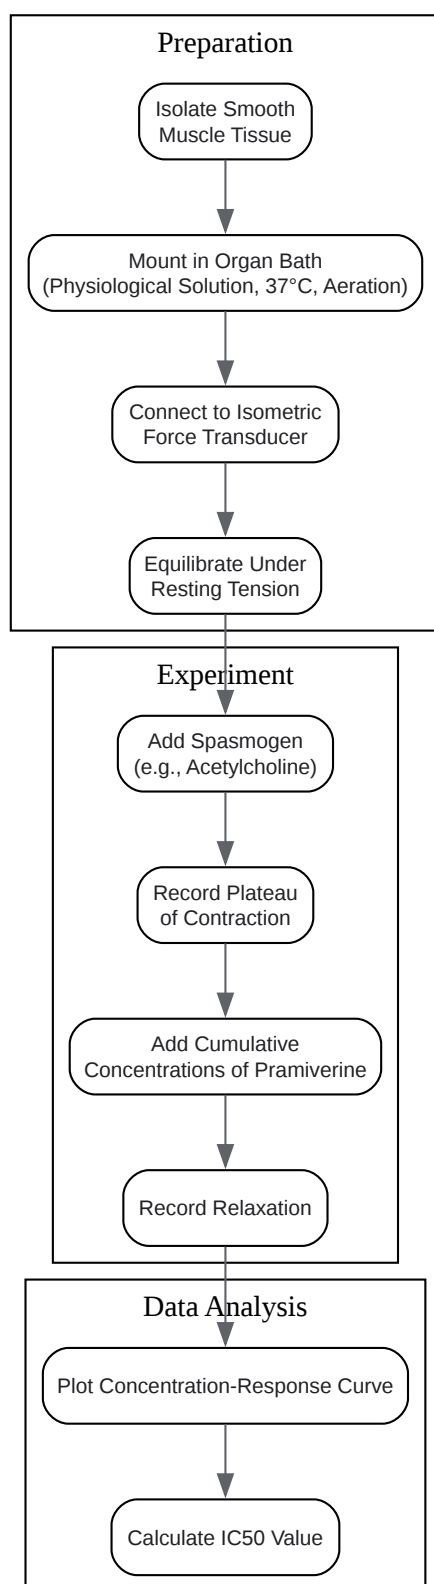 Preparation
Isolate Smooth
Muscle Tissue
Mount in Organ Bath
(Physiological Solution, 37°C, Aeration)
Connect to Isometric
Force Transducer
Equilibrate Under
Resting Tension
Experiment
Add Spasmogen
(e.g., Acetylcholine)
Record Plateau
of Contraction
Add Cumulative
Concentrations of Pramiverine
Record Relaxation
Data Analysis
Plot Concentration-Response Curve
Calculate IC50 Value